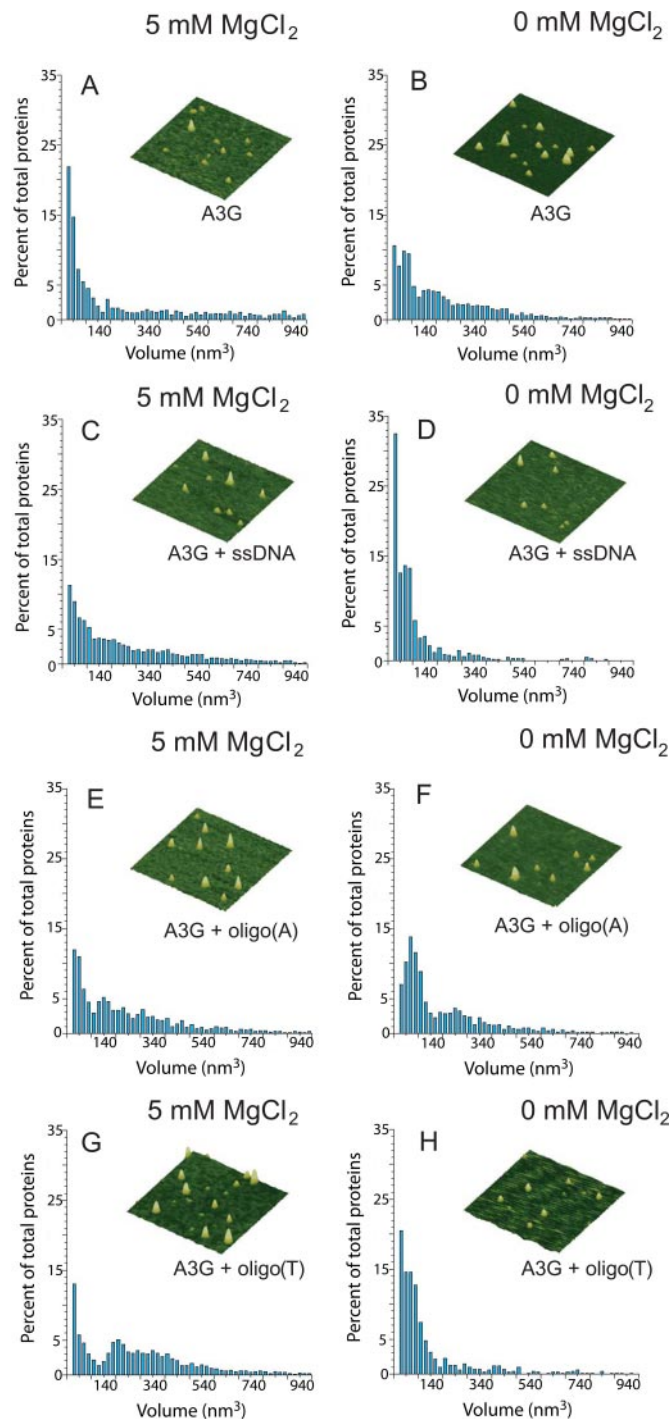 5 mM MgCl2
0 mM MgCl2
35
25
15
5
0
Percent of total proteins
A
A3G
140 340 540 740 940
Volume (nm3)
35
25
15
5
0
Percent of total proteins
B
A3G
140 340 540 740 940
Volume (nm3)
5 mM MgCl2
0 mM MgCl2
35
25
15
5
0
Percent of total proteins
C
A3G + ssDNA
140 340 540 740 940
Volume (nm3)
35
25
15
5
0
Percent of total proteins
D
A3G + ssDNA
140 340 540 740 940
Volume (nm3)
5 mM MgCl2
0 mM MgCl2
35
25
15
5
0
Percent of total proteins
E
A3G + oligo(A)
140 340 540 740 940
Volume (nm3)
35
25
15
5
0
Percent of total proteins
F
A3G + oligo(A)
140 340 540 740 940
Volume (nm3)
5 mM MgCl2
0 mM MgCl2
35
25
15
5
0
Percent of total proteins
G
A3G + oligo(T)
140 340 540 740 940
Volume (nm3)
35
25
15
5
0
Percent of total proteins
H
A3G + oligo(T)
140 340 540 740 940
Volume (nm3)